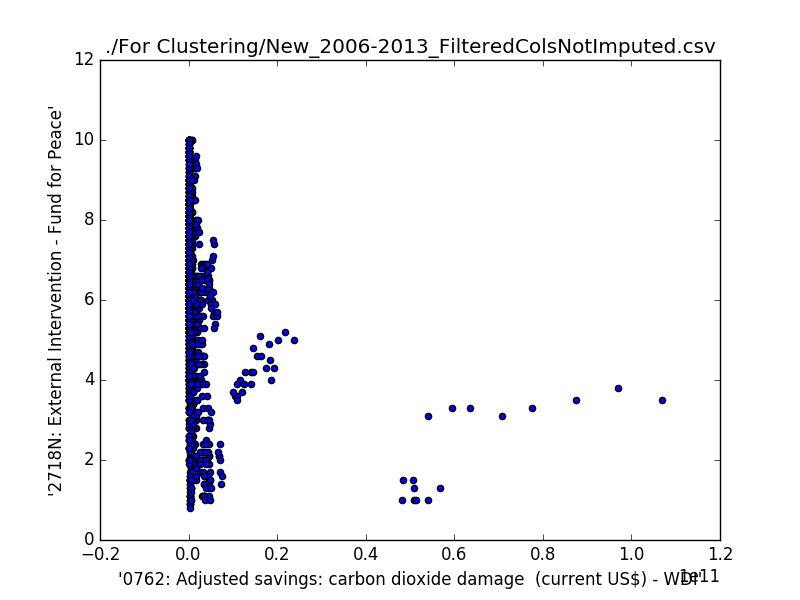 ./For Clustering/New_2006-2013_FilteredColsNotImputed.csv
12
10
8
6
4
2
0
'2718N: External Intervention - Fund for Peace'
−0.2 0.0 0.2 0.4 0.6 0.8 1.0 1.2
1e11
'0762: Adjusted savings: carbon dioxide damage (current US$) - WDI'